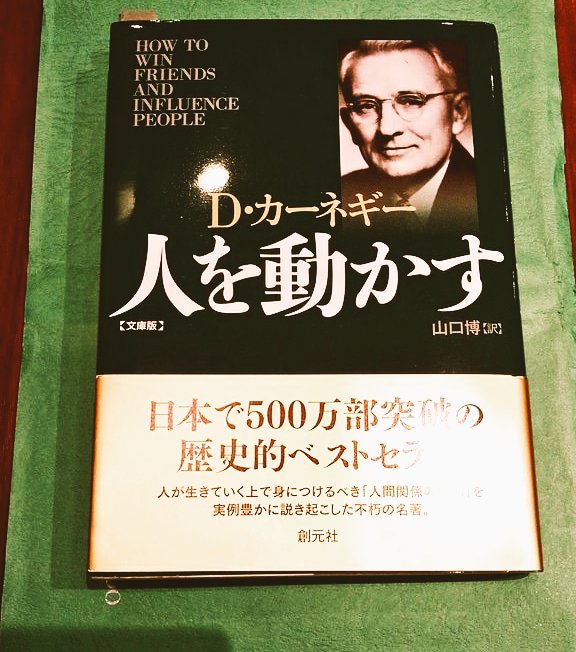 HOW TO
WIN
FRIENDS
AND
INFLUENCE
PEOPLE
D・カーネギー
人を動かす
【文庫版】
山口博【訳】
日本で500万部突破の
歴史的ベストセラ
人が生きていく上で身につけるべき「人間関係の
を
実例豊かに説き起こした不朽の名著。
創元社